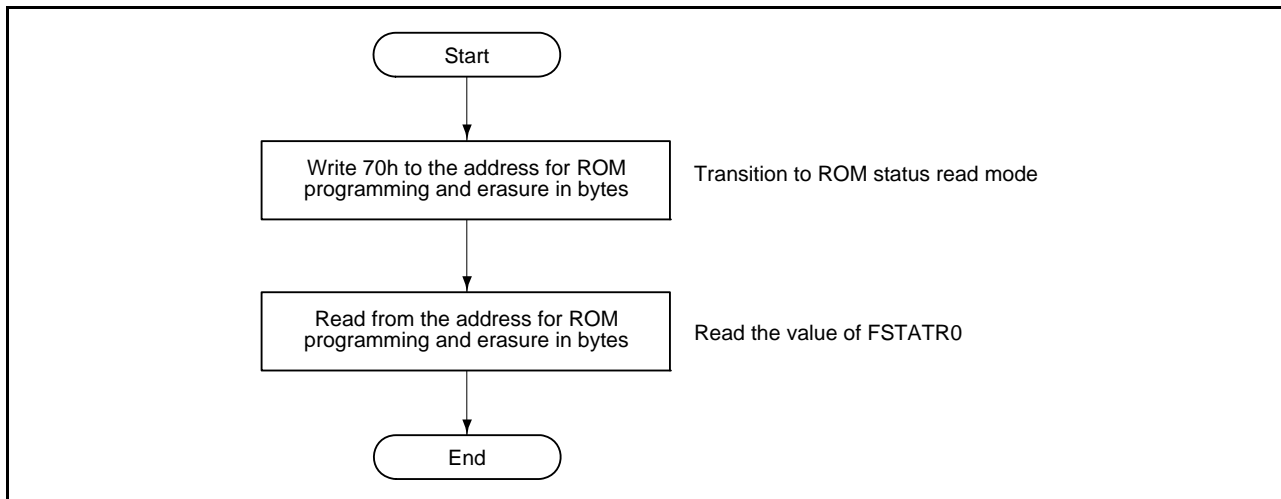 Start
Write 70h to the address for ROM
programming and erasure in bytes
Transition to ROM status read mode
Read from the address for ROM
programming and erasure in bytes
Read the value of FSTATR0
End